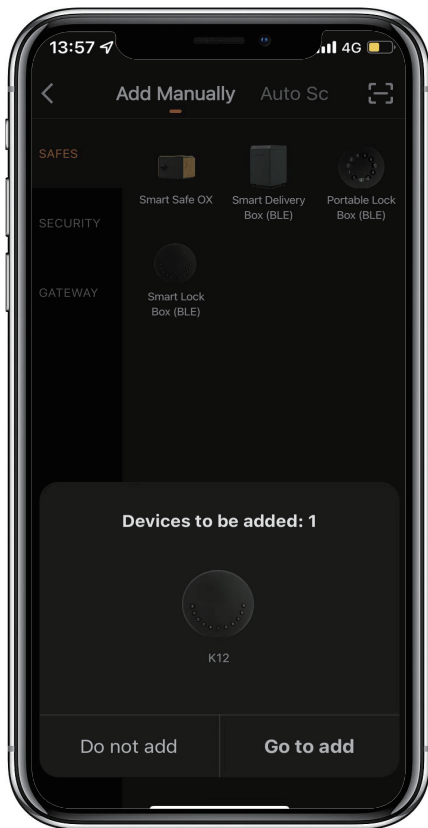 13:57 4G
Add Manually Auto Sc
SAFES
Smart Safe OX
Smart Delivery
Box (BLE)
Portable Lock
Box (BLE)
SECURITY
Smart Lock
Box (BLE)
GATEWAY
Devices to be added: 1
K12
Do not add Go to add